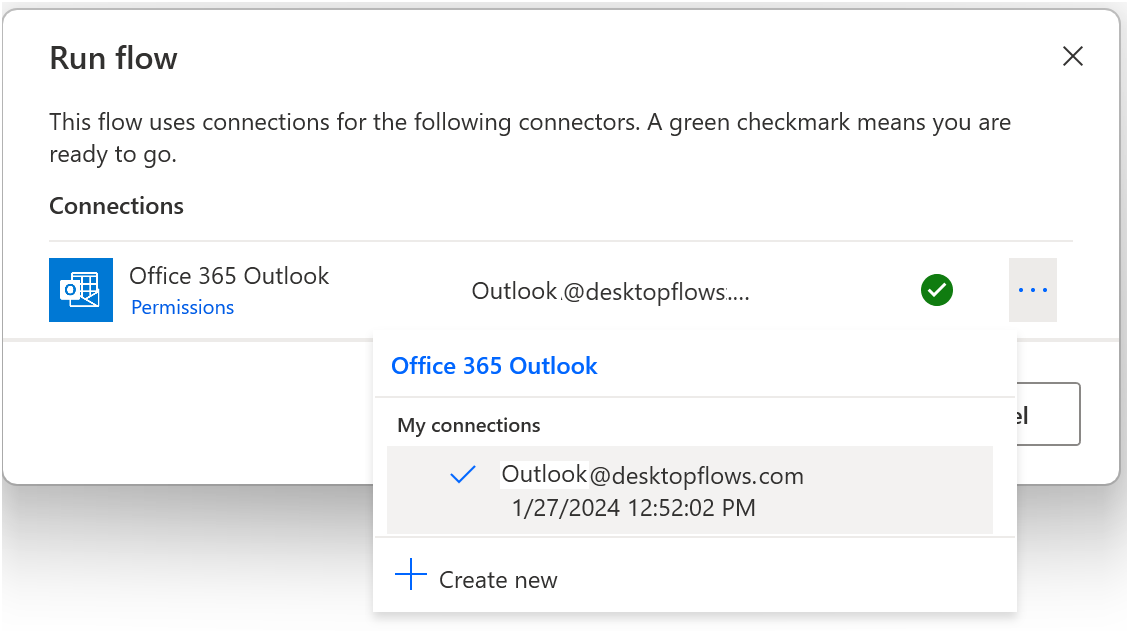 Run flow
This flow uses connections for the following connectors. A green checkmark means you are
ready to go.
Connections
Office 365 Outlook
Outlook.@desktopflows....
Permissions
Office 365 Outlook
el
My connections
Outlook@desktopflows.com
1/27/2024 12:52:02 PM
Create new